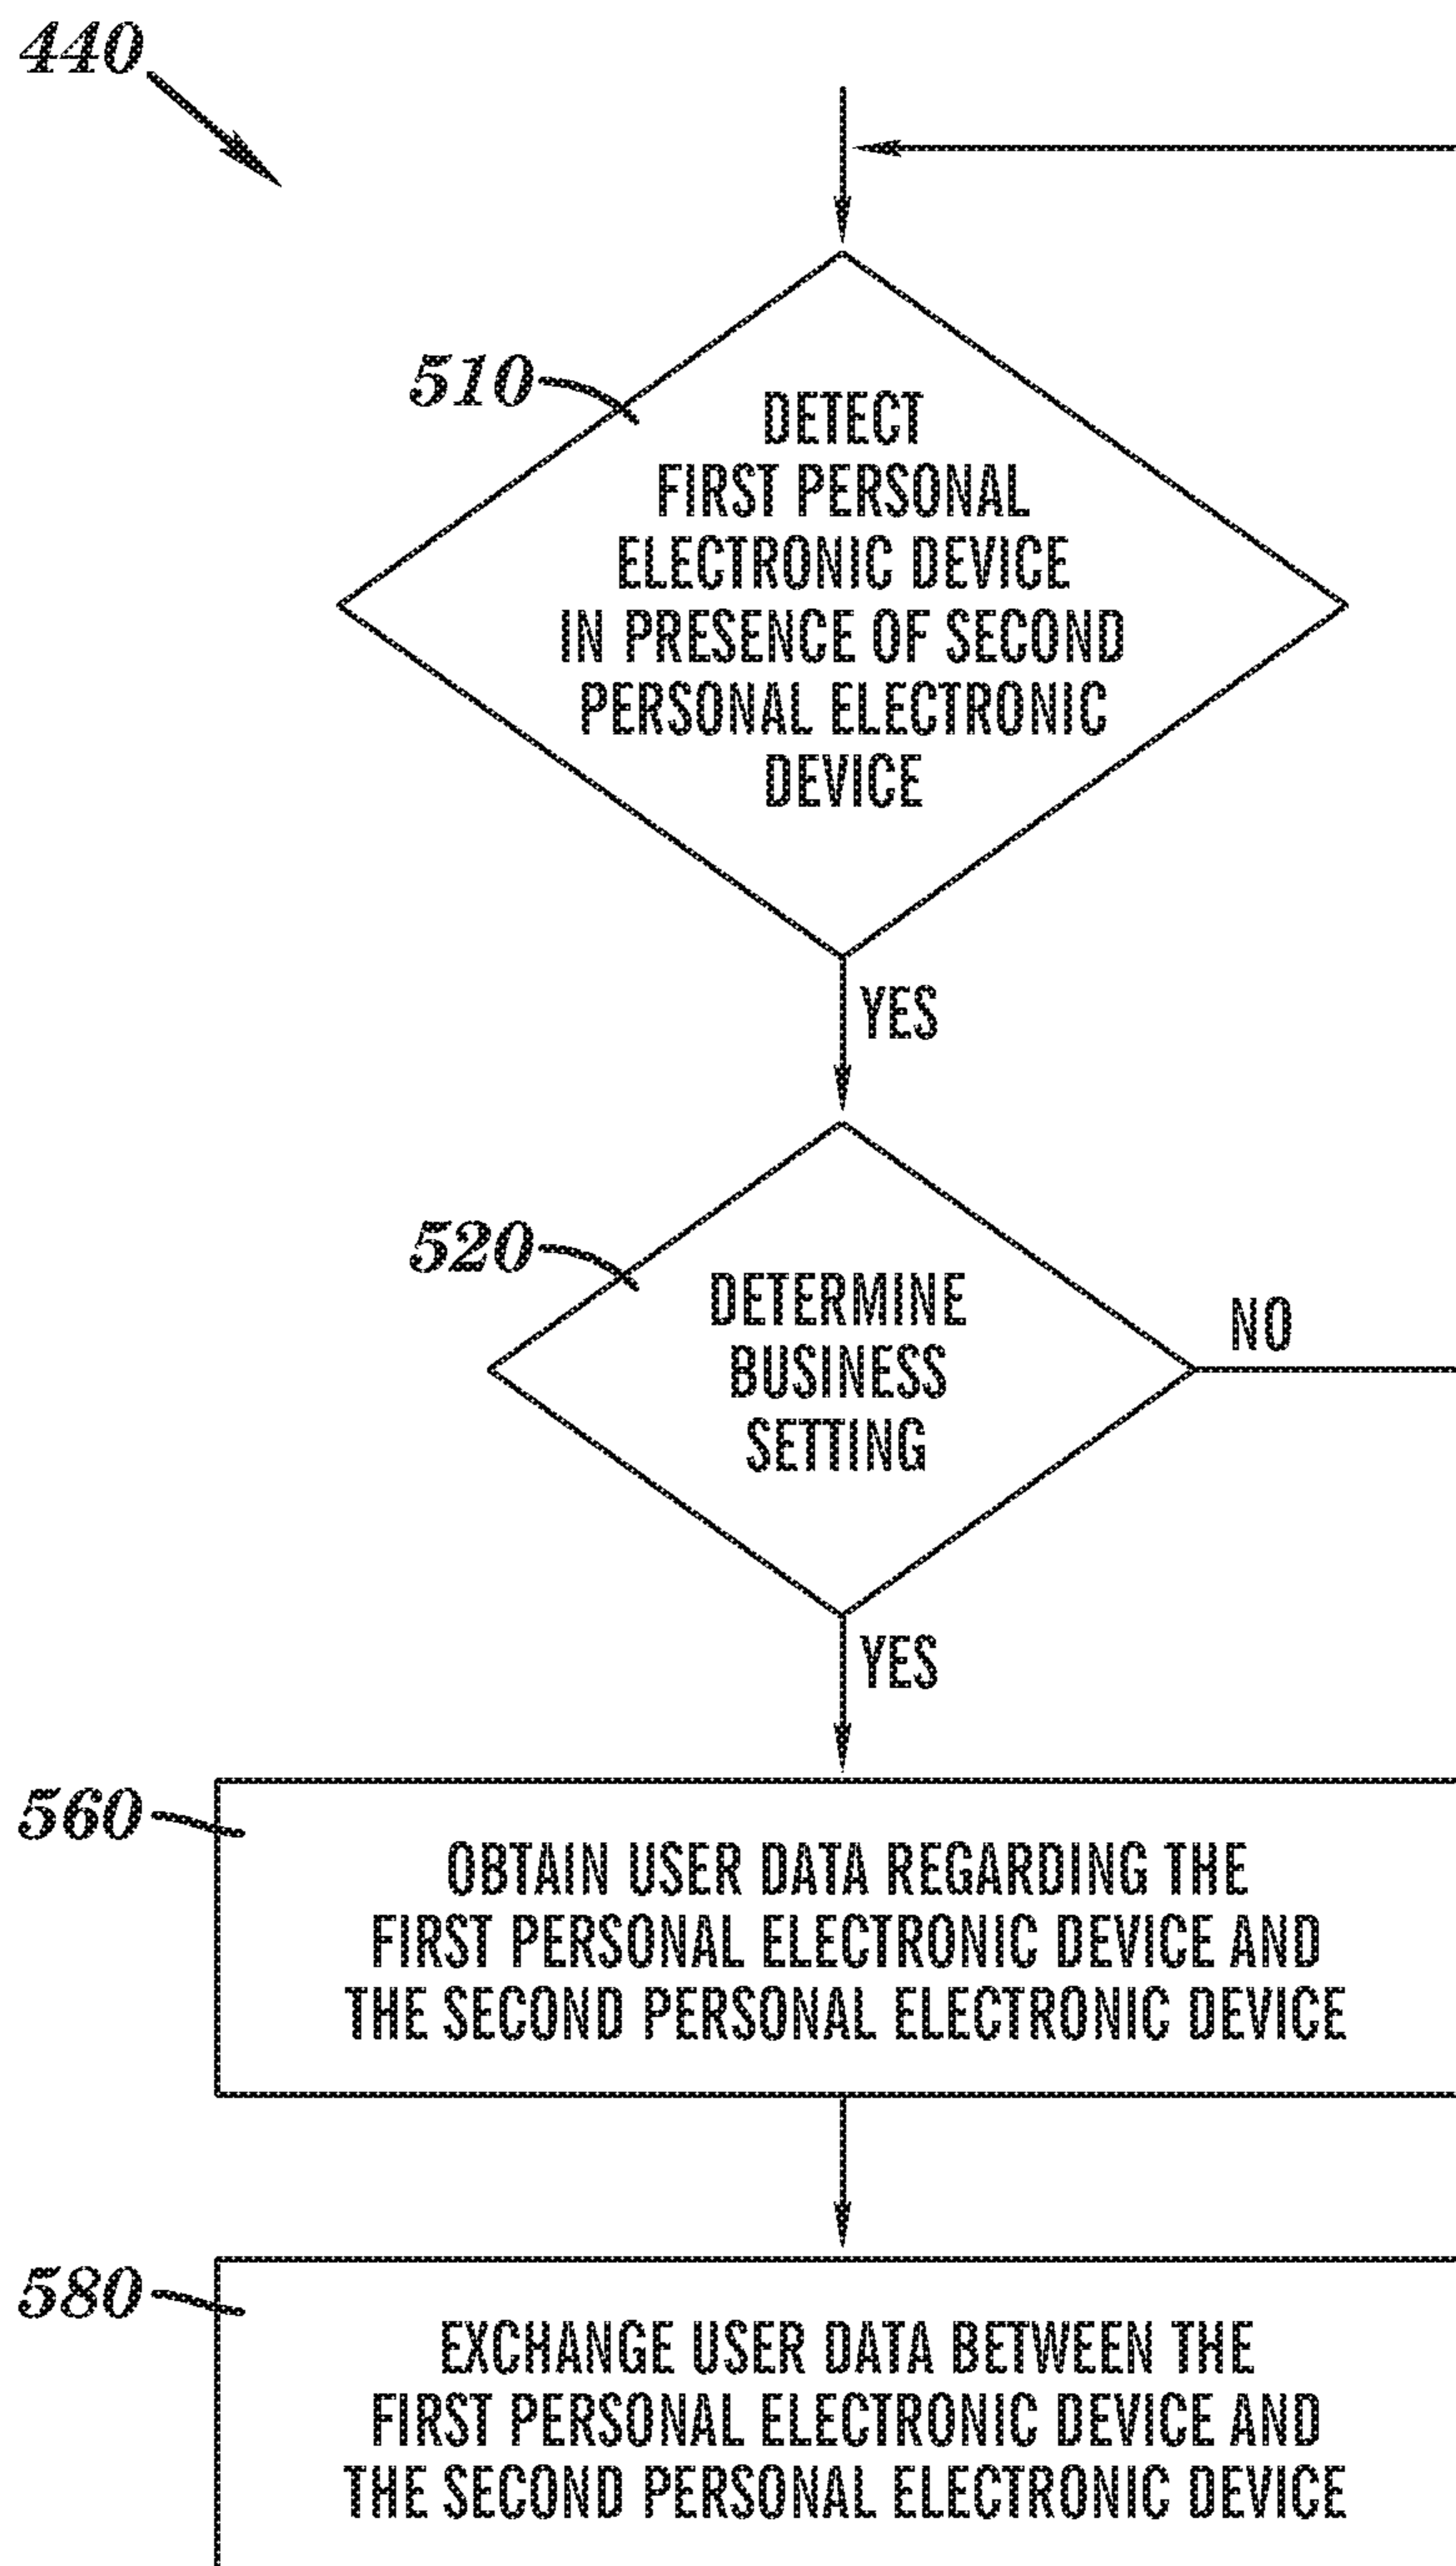 440
510
DETECT
FIRST PERSONAL
ELECTRONIC DEVICE
IN PRESENCE OF SECOND
PERSONAL ELECTRONIC
DEVICE
YES
520
DETERMINE
BUSINESS
SETTING
NO
YES
560
OBTAIN USER DATA REGARDING THE
FIRST PERSONAL ELECTRONIC DEVICE AND
THE SECOND PERSONAL ELECTRONIC DEVICE
580
EXCHANGE USER DATA BETWEEN THE
FIRST PERSONAL ELECTRONIC DEVICE AND
THE SECOND PERSONAL ELECTRONIC DEVICE